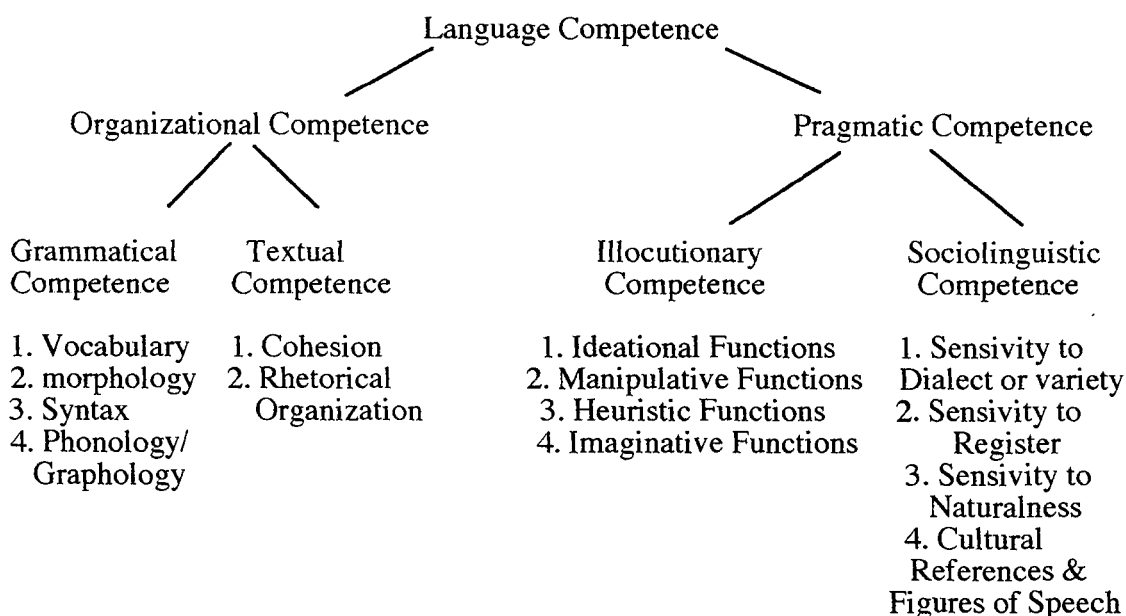 Language Competence
Organizational Competence
Pragmatic Competence
Grammatical
Competence
Textual
Competence
Illocutionary
Competence
Sociolinguistic
Competence
1. Vocabulary
2. morphology
3. Syntax
4. Phonology/
Graphology
1. Cohesion
2. Rhetorical
Organization
1. Ideational Functions
2. Manipulative Functions
3. Heuristic Functions
4. Imaginative Functions
1. Sensivity to
Dialect or variety
2. Sensivity to
Register
3. Sensivity to
Naturalness
4. Cultural
References &
Figures of Speech